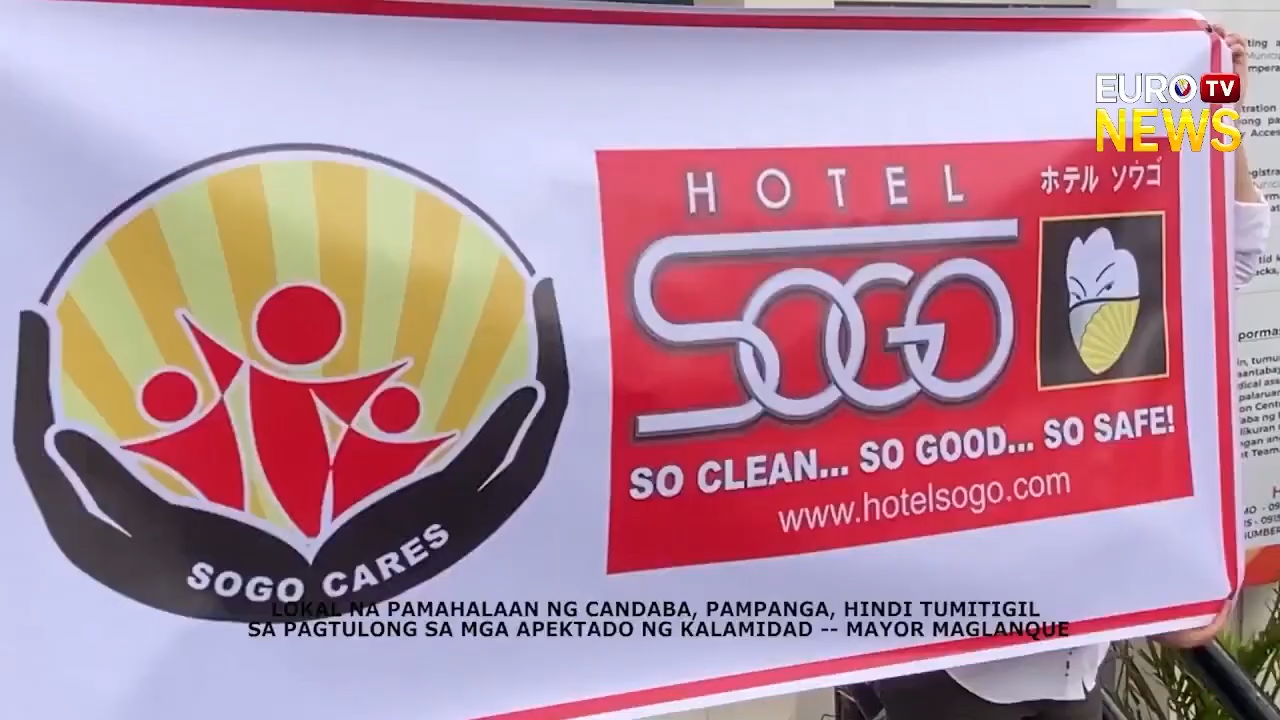 EURO TV
NEWS
HOTEL
ホテル ソウゴ
SOGO
SO CLEAN... SO GOOD... SO SAFE!
www.hotelsogo.com
SOGO CARES
LOKAL NA PAMAHALAAN NG CANDABA, PAMPANGA, HINDI TUMITIGIL
SA PAGTULONG SA MGA APEKTADO NG KALAMIDAD -- MAYOR MAGLANQUE